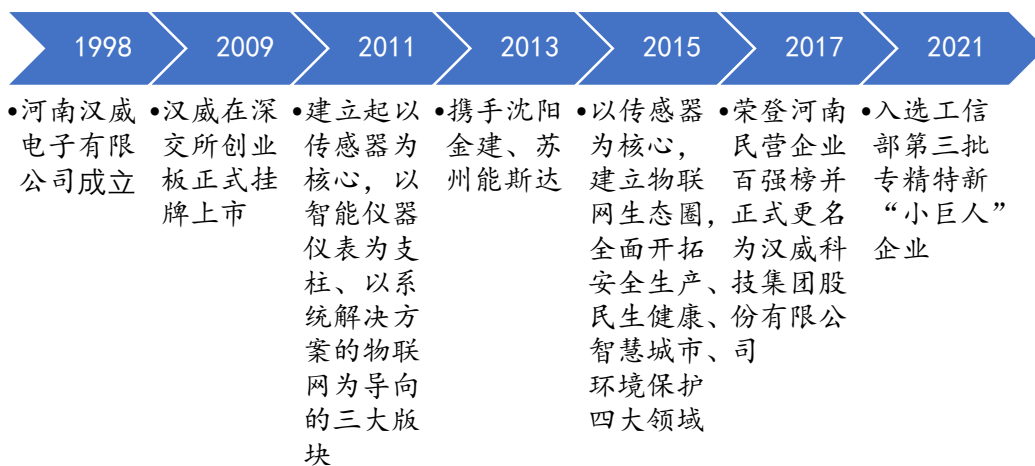 1998
2009
2011
2013
2015
2017
2021
•河南汉威
电子有限
公司成立
•汉威在深
交所创业
板正式挂
牌上市
•建立起以
传感器为
核心，以
智能仪器
仪表为支
柱、以系
统解决方
案的物联
网为导向
的三大版
块
•携手沈阳
金建、苏
州能斯达
•以传感器
为核心，
建立物联
网生态圈，
全面开拓
安全生产、
民生健康、
智慧城市、
环境保护
四大领域
•荣登河南
民营企业
百强榜并
正式更名
为汉威科
技集团股
份有限公
司
•入选工信
部第三批
专精特新
“小巨人”
企业